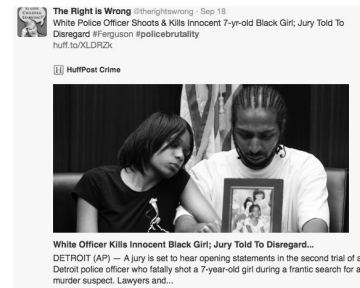 The Right is Wrong @therightswrong · Sep 18
White Police Officer Shoots & Kills Innocent 7-yr-old Black Girl; Jury Told To
Disregard #Ferguson #policebrutality
huff.to/XLDRZk
H HuffPost Crime
White Officer Kills Innocent Black Girl; Jury Told To Disregard...
DETROIT (AP) — A jury is set to hear opening statements in the second trial of a
Detroit police officer who fatally shot a 7-year-old girl during a frantic search for a
murder suspect. Lawyers and...